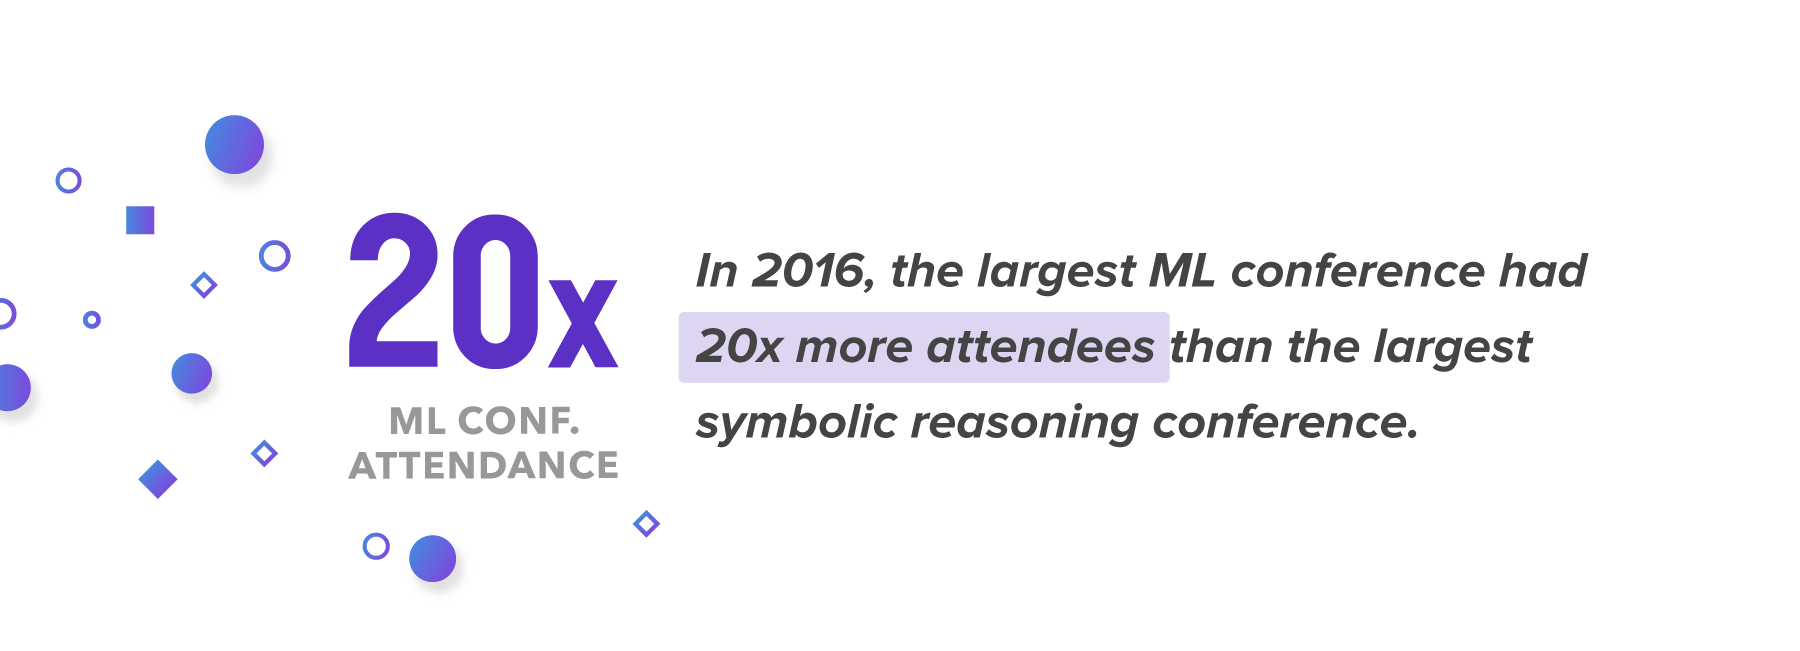 20x
ML CONF.
ATTENDANCE
In 2016, the largest ML conference had
20x more attendees than the largest
symbolic reasoning conference.